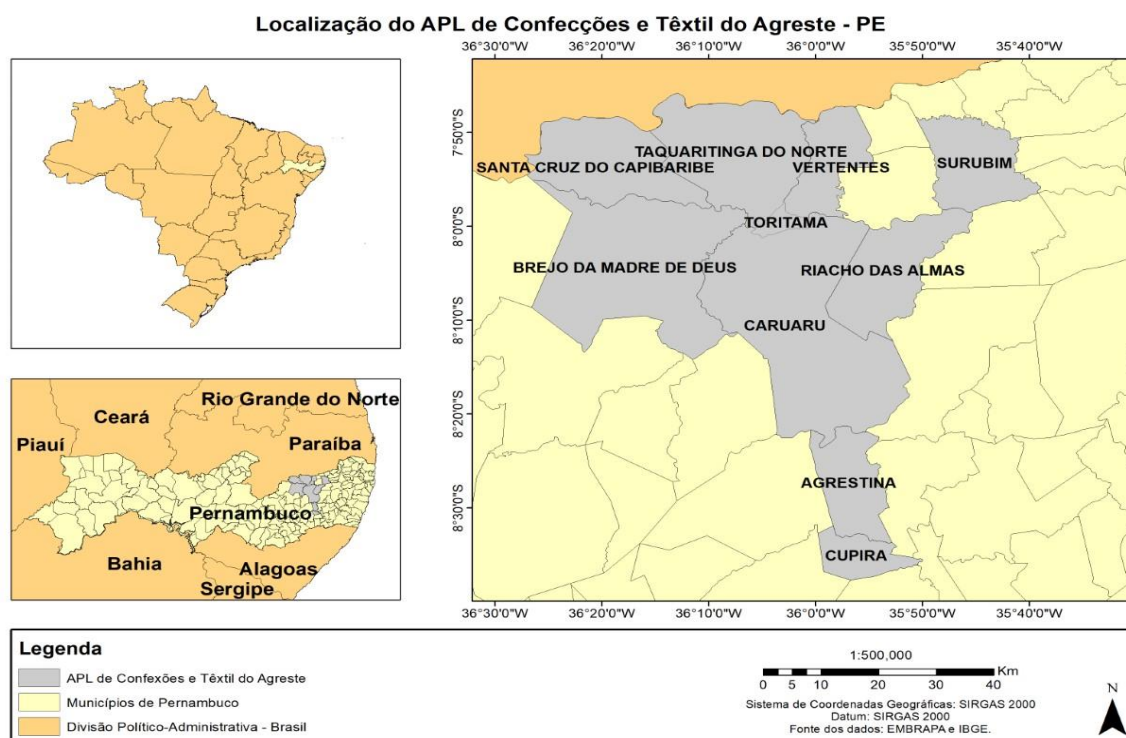 Localização do APL de Confecções e Têxtil do Agreste - PE
36°30'0"W 36°20'0"W 36°10'0"W 36°0'0"W 35°50'0"W 35°40'0"W
7°50'0"S
8°0'0"S
8°10'0"S
8°20'0"S
8°30'0"S
TAQUARITINGA DO NORTE
SANTA CRUZ DO CAPIBARIBE
VERTENTES
SURUBIM
TORITAMA
BREJO DA MADRE DE DEUS
RIACHO DAS ALMAS
CARUARU
AGRESTINA
CUPIRA
36°30'0"W 36°20'0"W 36°10'0"W 36°0'0"W 35°50'0"W 35°40'0"W
Rio Grande do Norte
Ceará
Piauí
Paraíba
Pernambuco
Bahia
Alagoas
Sergipe
Legenda
APL de Confexões e Têxtil do Agreste
Municípios de Pernambuco
Divisão Político-Administrativa - Brasil
1:500,000
Km
0 5 10 20 30 40
Sistema de Coordenadas Geográficas: SIRGAS 2000
Datum: SIRGAS 2000
Fonte dos dados: EMBRAPA e IBGE.
N